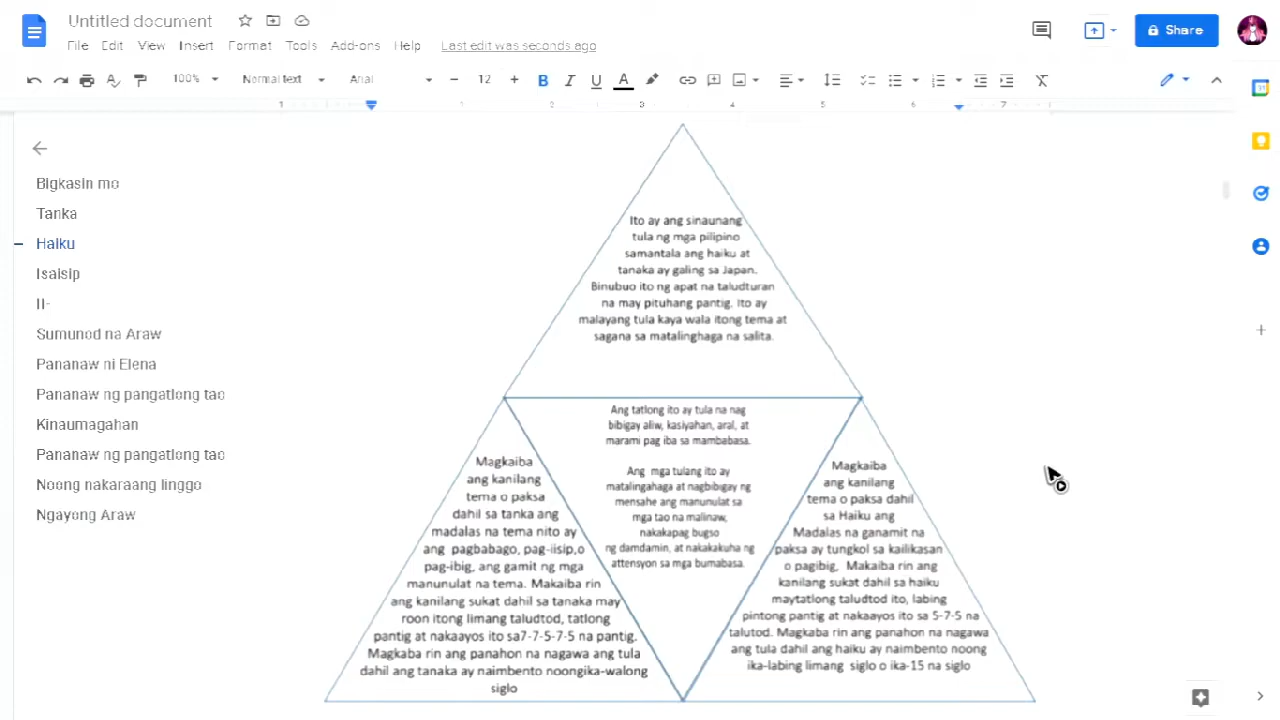 Untitled document
File Edit View Insert Format Tools Add-ons Help Last edit was seconds ago
Share
100% Normal text Arial 12 B I U A
1 1 2 3 4 5 6 7
Bigkasin mo
Tanka
Haiku
Isaisip
II-
Sumunod na Araw
Pananaw ni Elena
Pananaw ng pangatlong tao
Kinaumagahan
Pananaw ng pangatlong tao
Noong nakaraang linggo
Ngayong Araw
Ito ay ang sinaunang
tula ng mga pilipino
samantala ang haiku at
tanaka ay galing sa Japan.
Binubuo ito ng apat na taludturan
na may pituhang pantig. Ito ay
malayang tula kaya wala itong tema at
sagana sa matalinghaga na salita.
Ang tatlong ito ay tula na nag
bibigay aliw, kasiyahan, aral, at
marami pag iba sa mambabasa.
Ang mga tulang ito ay
matalingahaga at nagbibigay ng
mensahe ang manunulat sa
mga tao na malinaw,
nakakapag bugso
ng damdamin, at nakakakuha ng
attensyon sa mga bumabasa.
Magkaiba
ang kanilang
tema o paksa
dahil sa tanka ang
madalas na tema nito ay
ang pagbabago, pag-iisip,o
pag-ibig, ang gamit ng mga
manunulat na tema. Makaiba rin
ang kanilang sukat dahil sa tanaka may
roon itong limang taludtod, tatlong
pantig at nakaayos ito sa7-7-5-7-5 na pantig.
Magkaba rin ang panahon na nagawa ang tula
dahil ang tanaka ay naimbento noongika-walong
siglo
Magkaiba
ang kanilang
tema o paksa dahil
sa Haiku ang
Madalas na ganamit na
paksa ay tungkol sa kailikasan
o pagibig, Makaiba rin ang
kanilang sukat dahil sa haiku
maytatlong taludtod ito, labing
pintong pantig at nakaayos ito sa 5-7-5 na
talutod. Magkaba rin ang panahon na nagawa
ang tula dahil ang haiku ay naimbento noong
ika-labing limang siglo o ika-15 na siglo